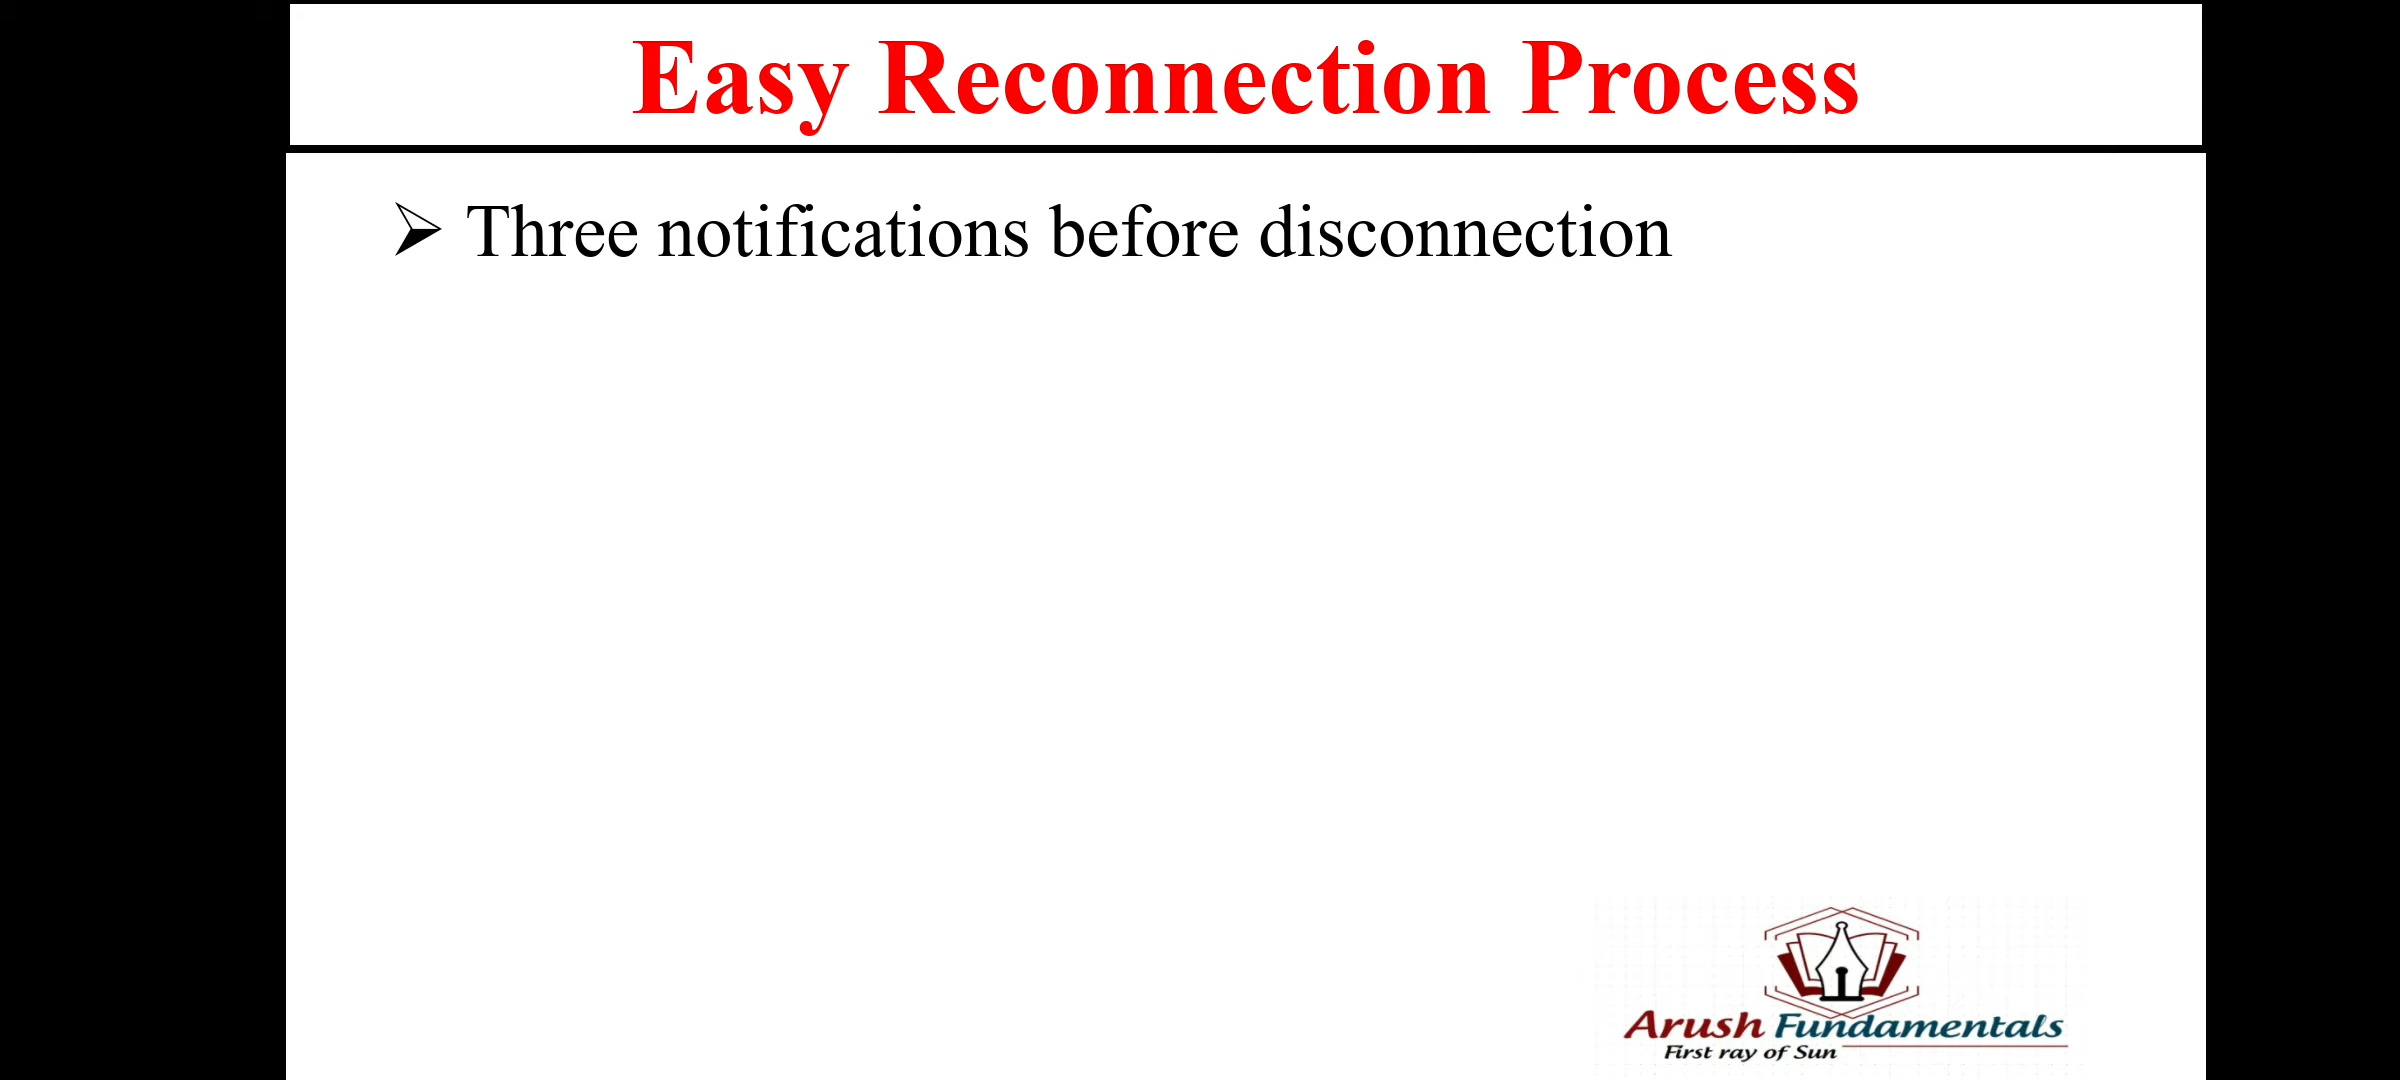 Easy Reconnection Process
➢ Three notifications before disconnection
Arush Fundamentals
First ray of Sun